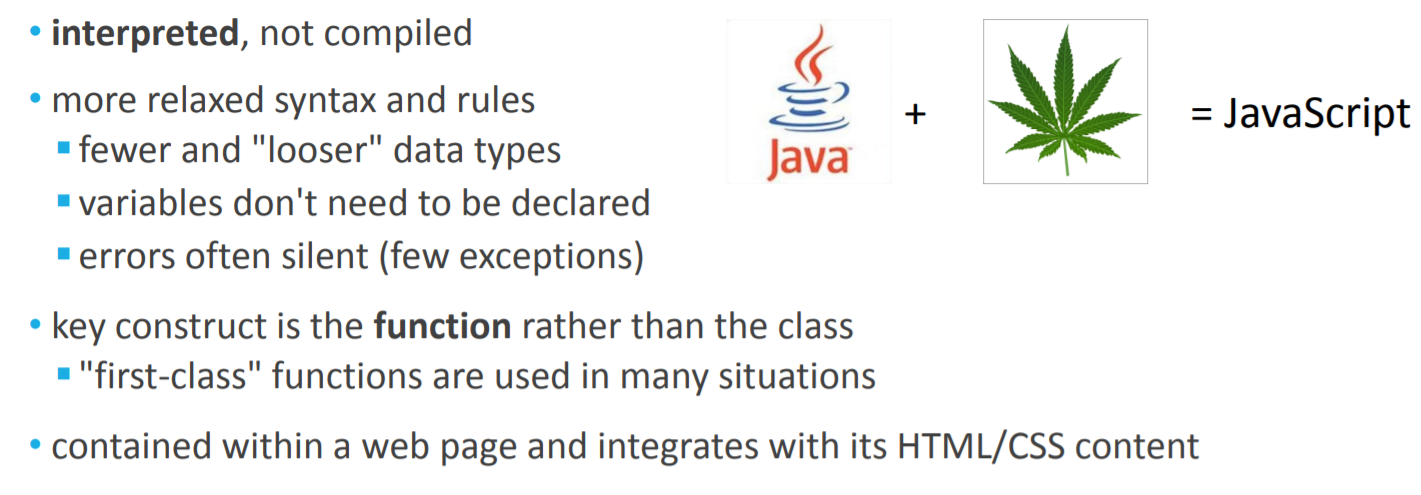 • interpreted, not compiled
• more relaxed syntax and rules
▪ fewer and "looser" data types
▪ variables don't need to be declared
▪ errors often silent (few exceptions)
• key construct is the function rather than the class
▪ "first-class" functions are used in many situations
• contained within a web page and integrates with its HTML/CSS content
Java™
+
= JavaScript